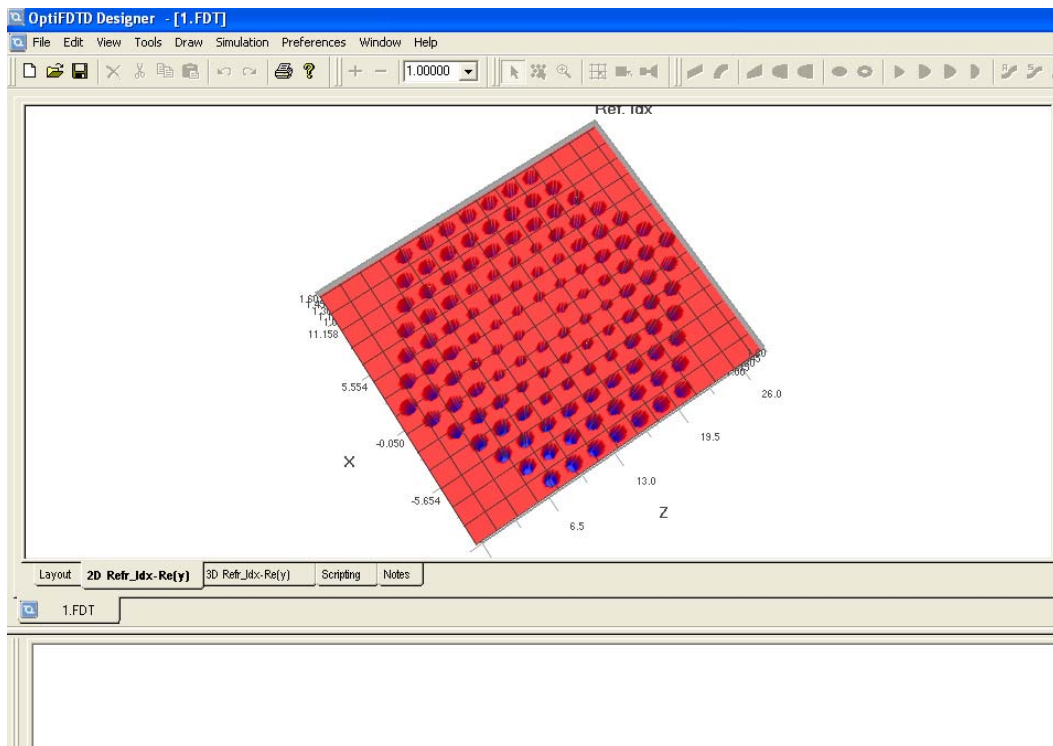 OptiFDTD Designer - [1.FDT]
File Edit View Tools Draw Simulation Preferences Window Help
1.00000
Ref. Idx
11.158
5.554
-0.050
-5.654
X
6.5
13.0
19.5
26.0
Z
Layout 2D Refr_Idx-Re(y) 3D Refr_Idx-Re(y) Scripting Notes
1.FDT